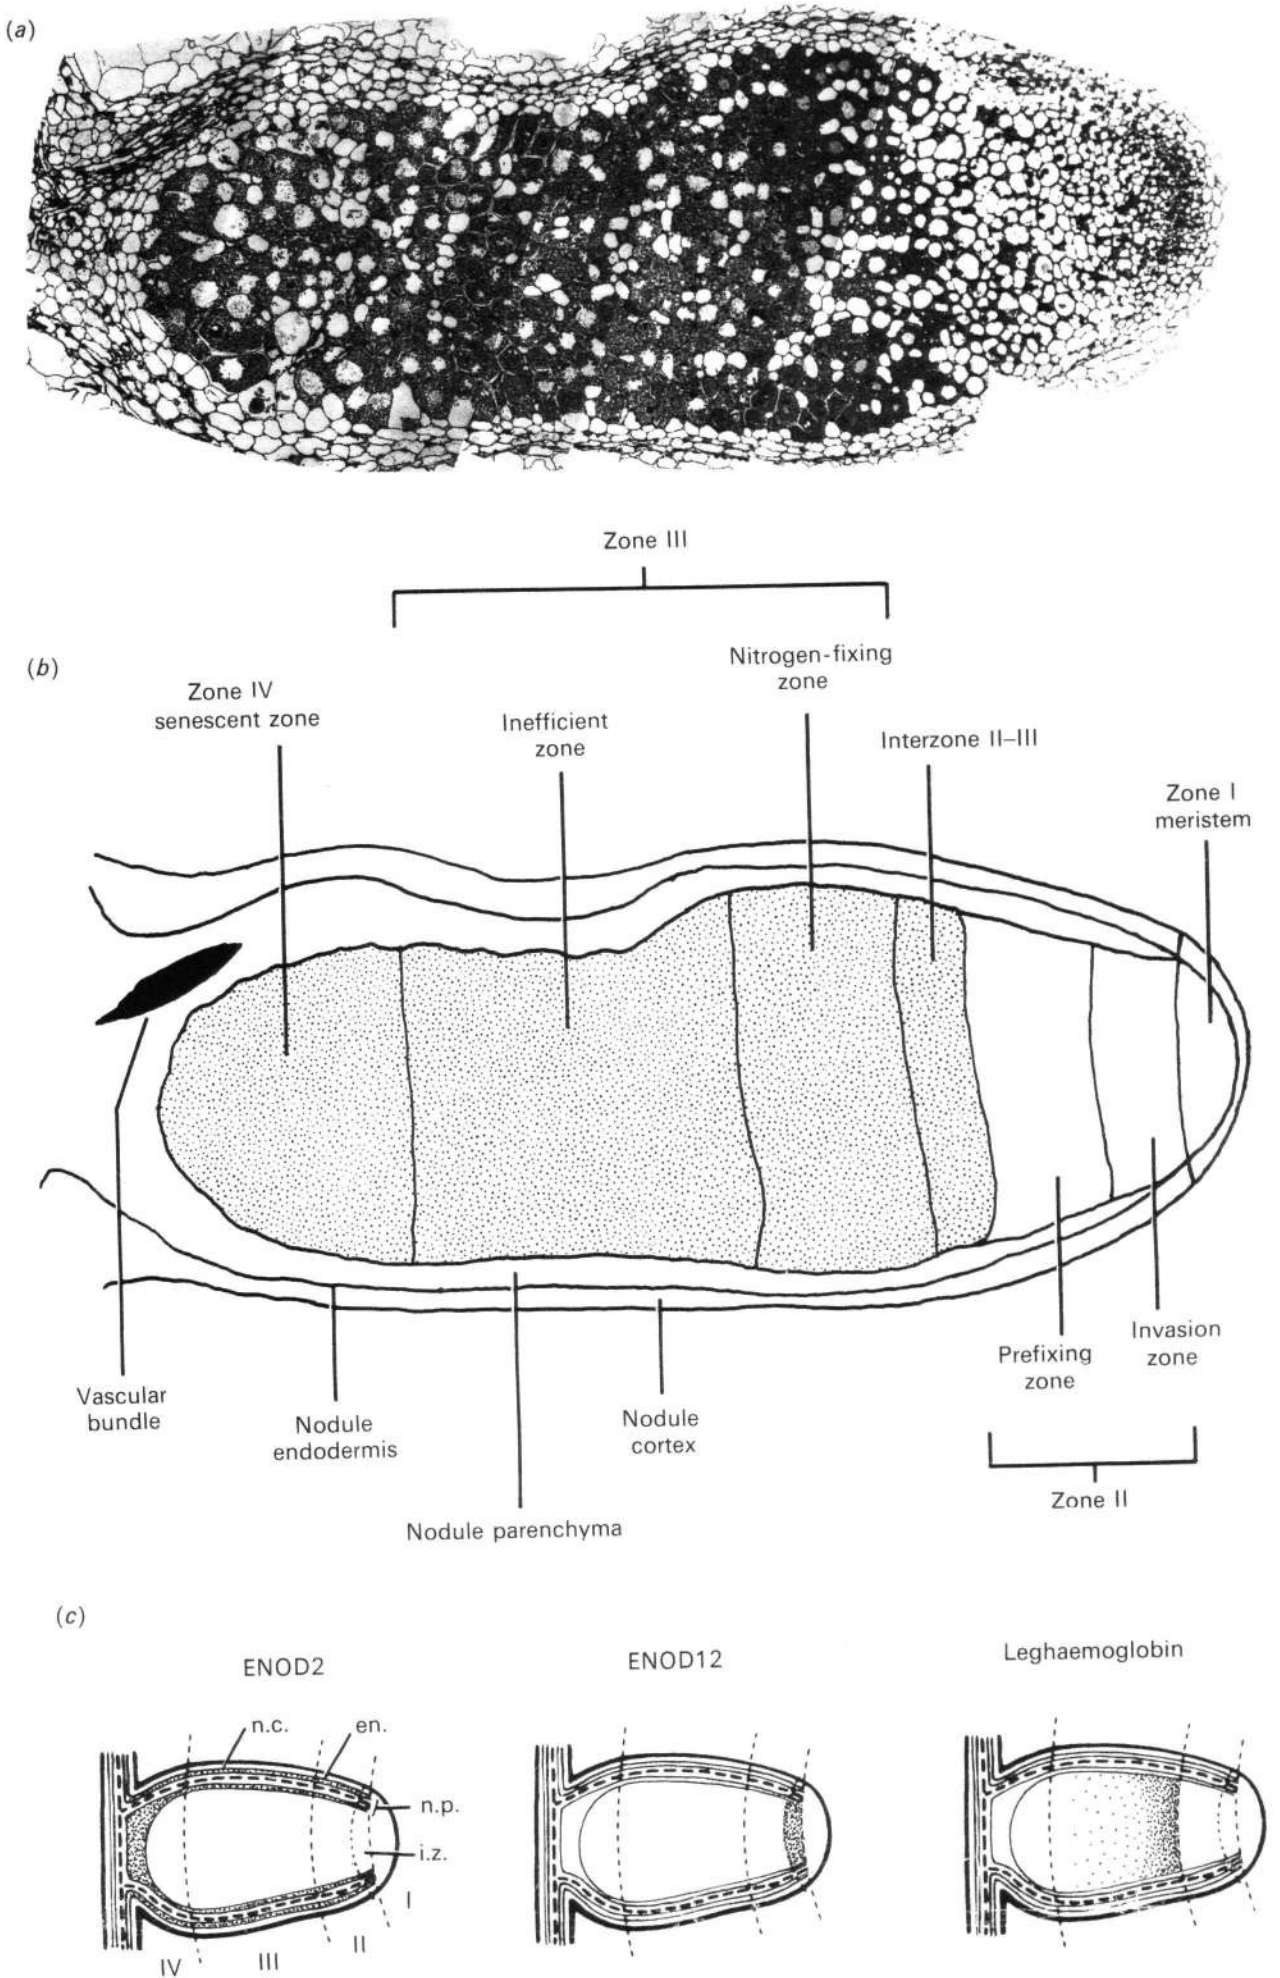 (a)
Zone III
(b)
Nitrogen-fixing
zone
Zone IV
senescent zone
Inefficient
zone
Interzone II–III
Zone I
meristem
Invasion
zone
Prefixing
zone
Vascular
bundle
Nodule
endodermis
Nodule
cortex
Zone II
Nodule parenchyma
(c)
ENOD2
ENOD12
Leghaemoglobin
n.c.
en.
n.p.
i.z.
I
II
III
IV